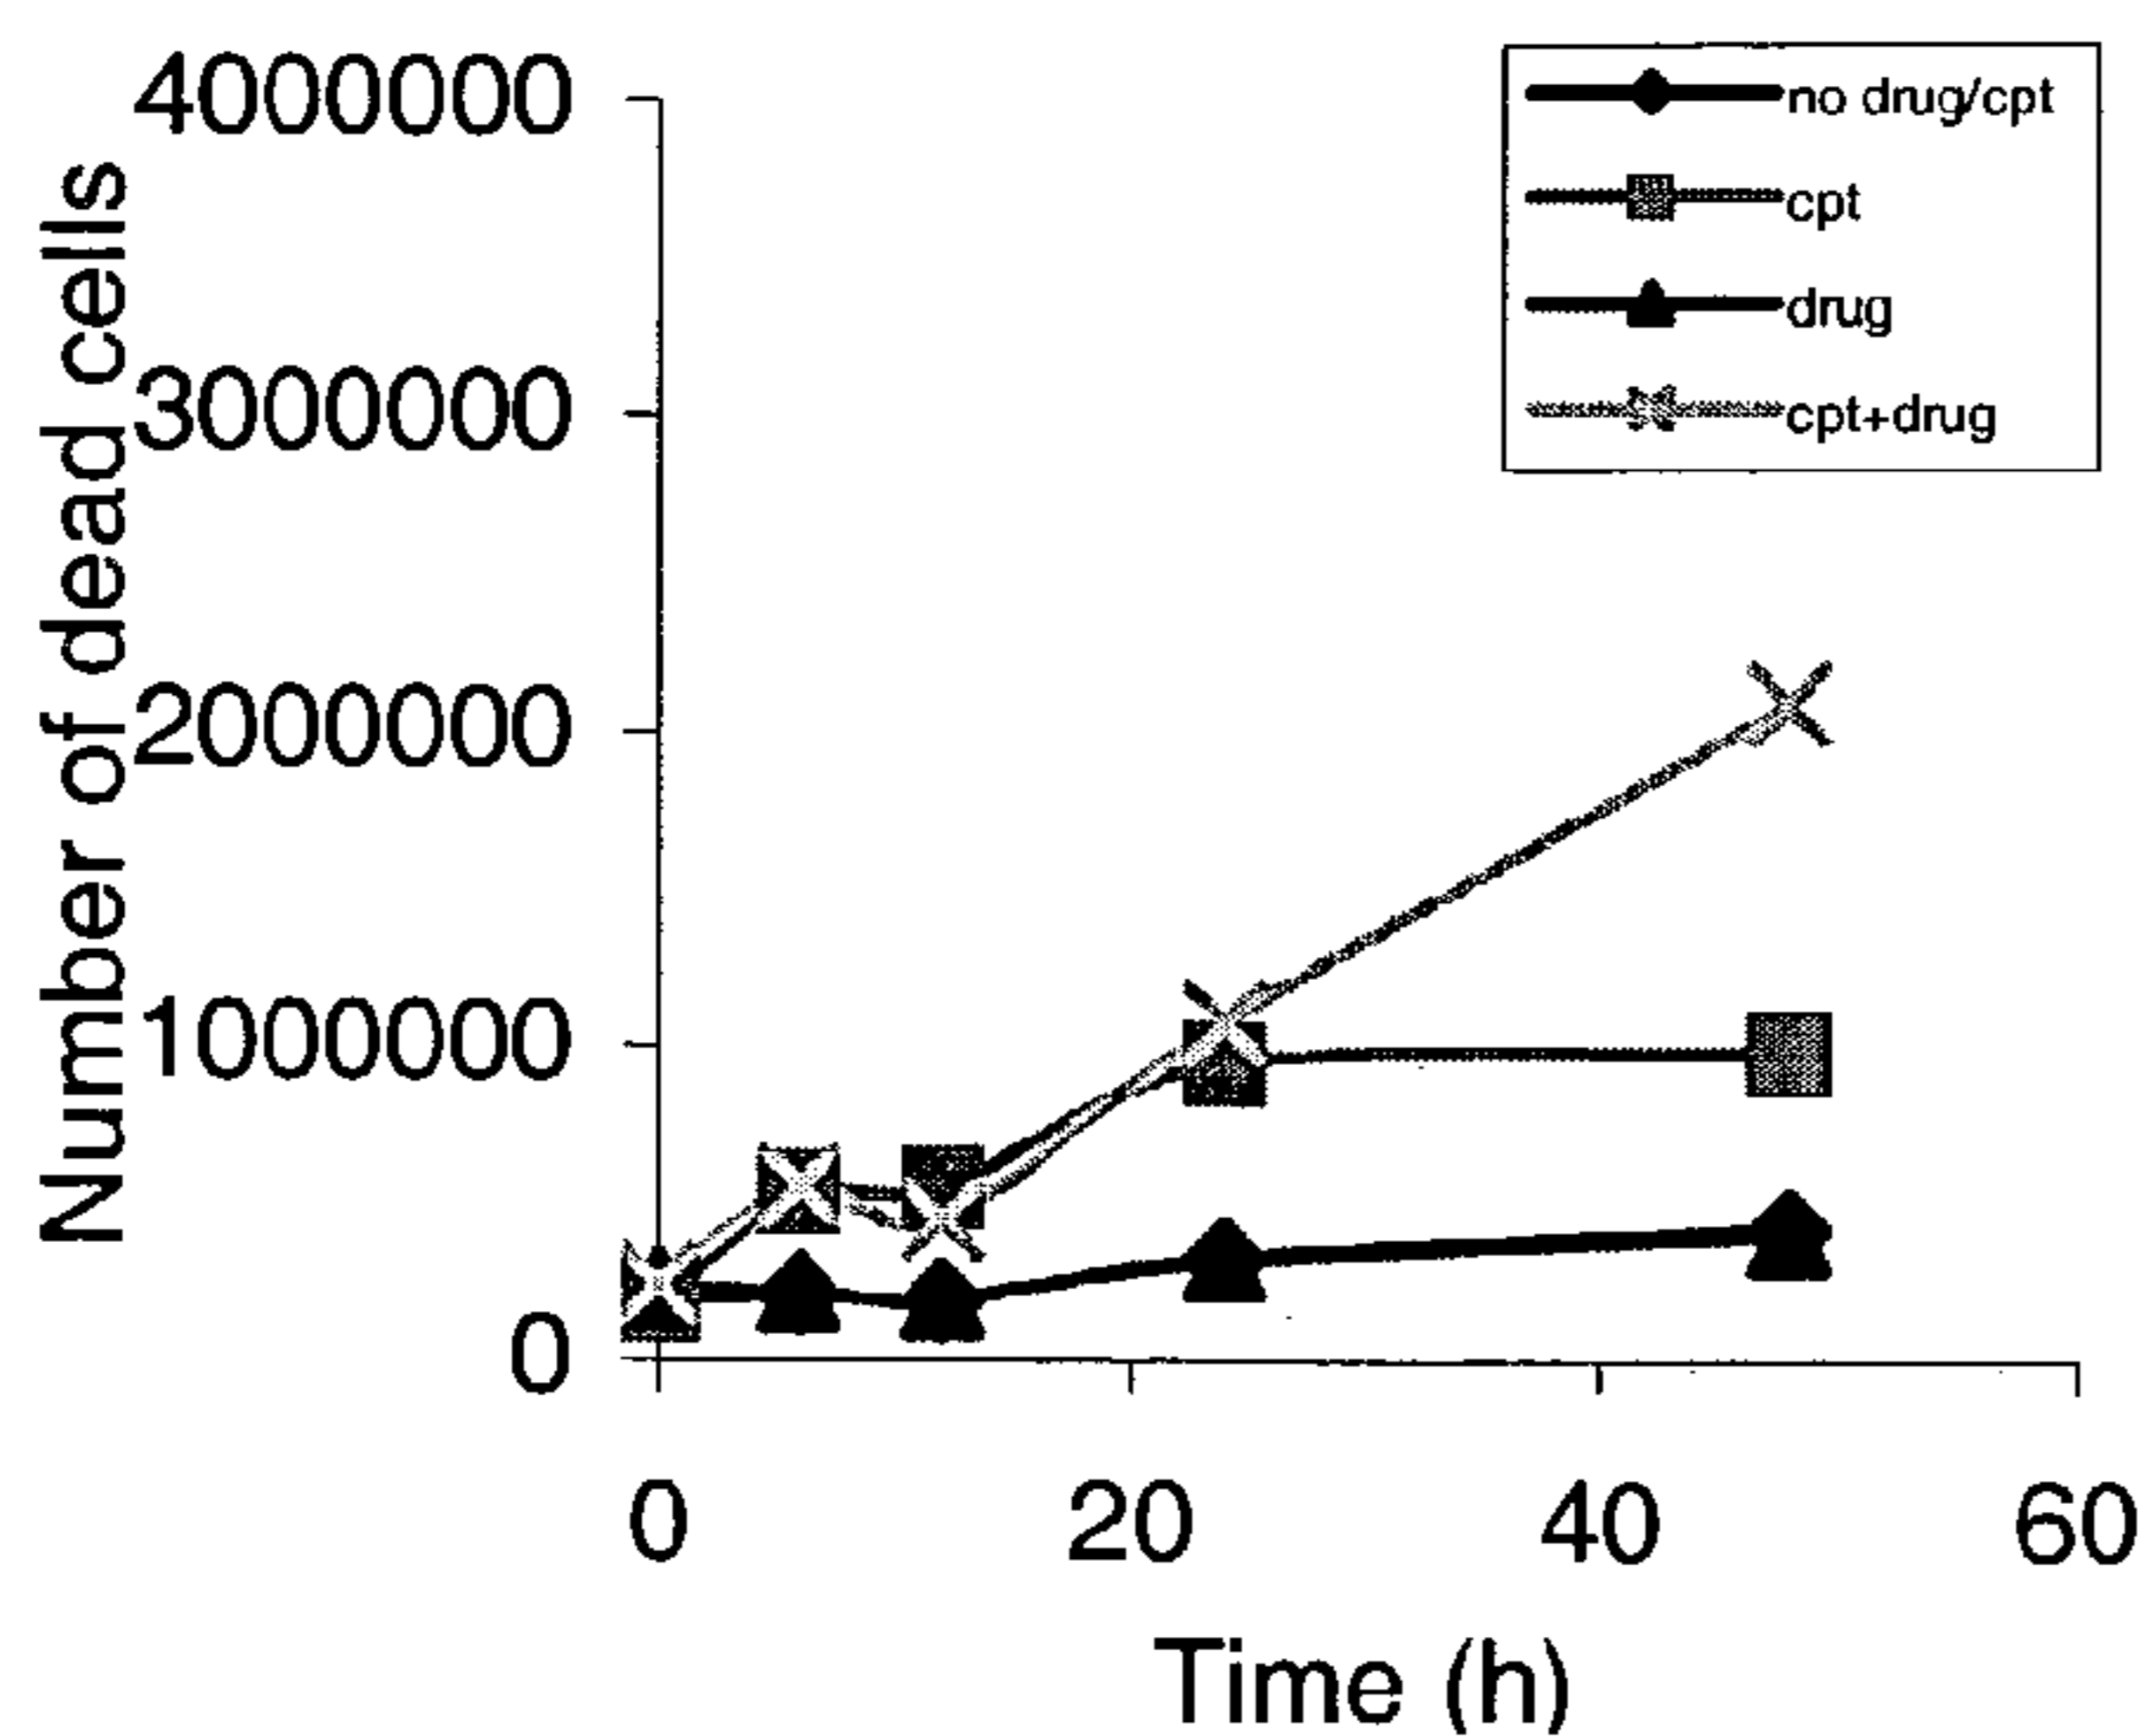 Number of dead cells
4000000
3000000
2000000
1000000
0
no drug/cpt
cpt
drug
cpt+drug
0 20 40 60
Time (h)